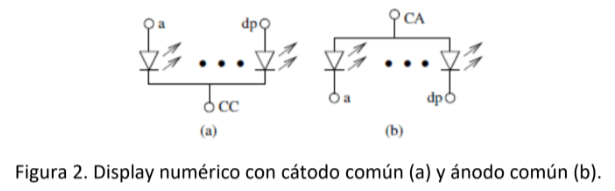 a dp CA
CC a dp
(a) (b)
Figura 2. Display numérico con cátodo común (a) y ánodo común (b).